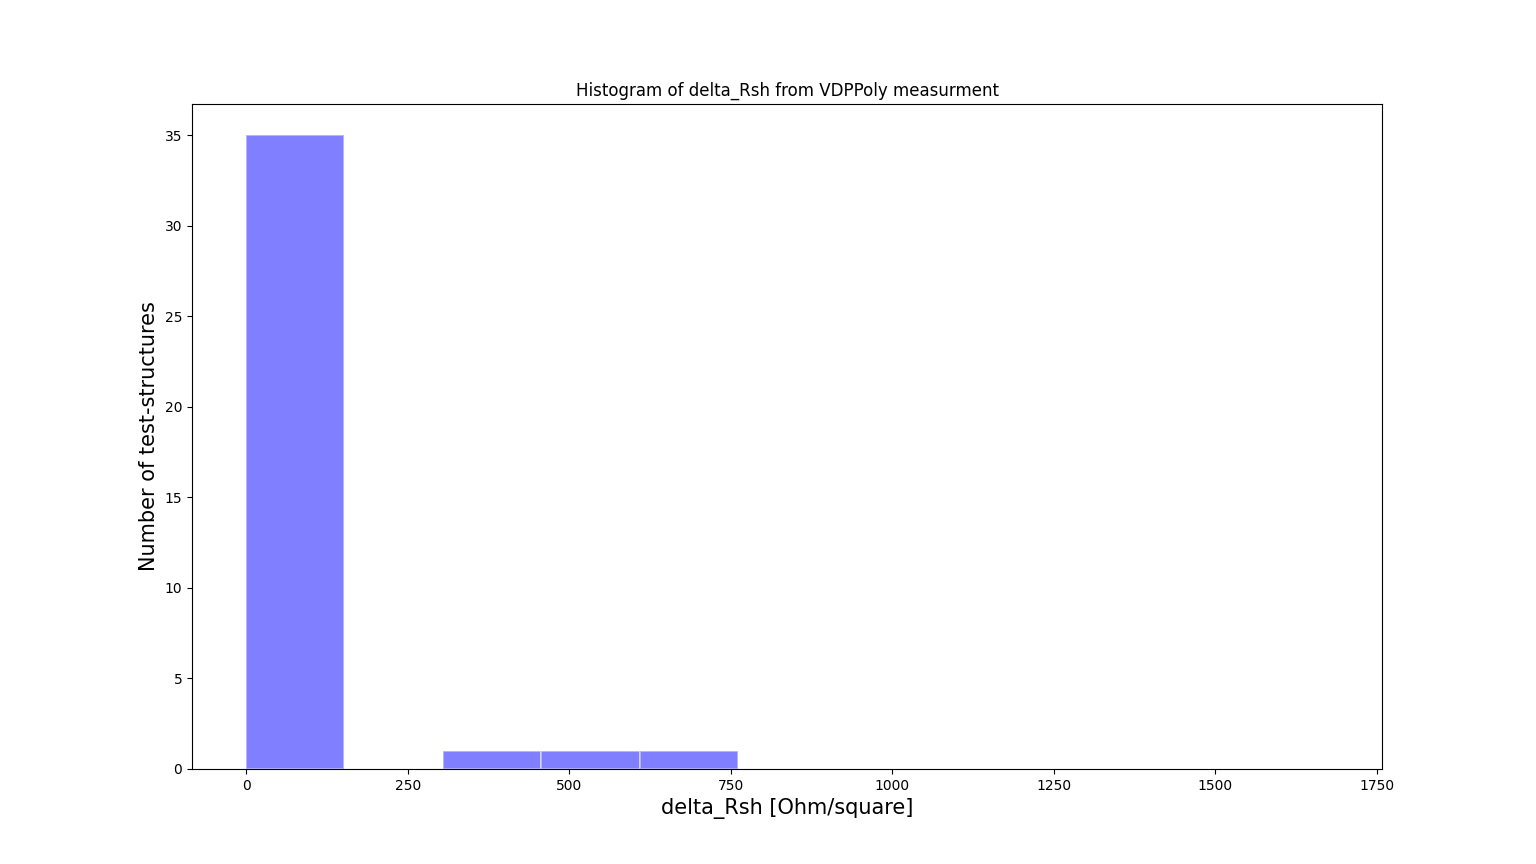 Histogram of delta_Rsh from VDPPoly measurment
35
30
25
20
15
10
5
0
Number of test-structures
0 250 500 750 1000 1250 1500 1750
delta_Rsh [Ohm/square]